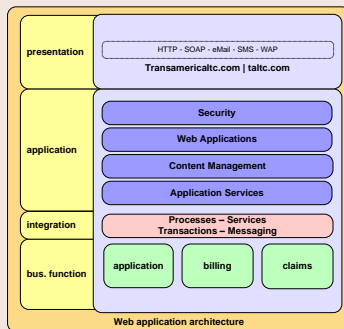 presentation
HTTP - SOAP - eMail - SMS - WAP
Transamericaltc.com | taltc.com
application
Security
Web Applications
Content Management
Application Services
integration
Processes – Services
Transactions – Messaging
bus. function
application
billing
claims
Web application architecture